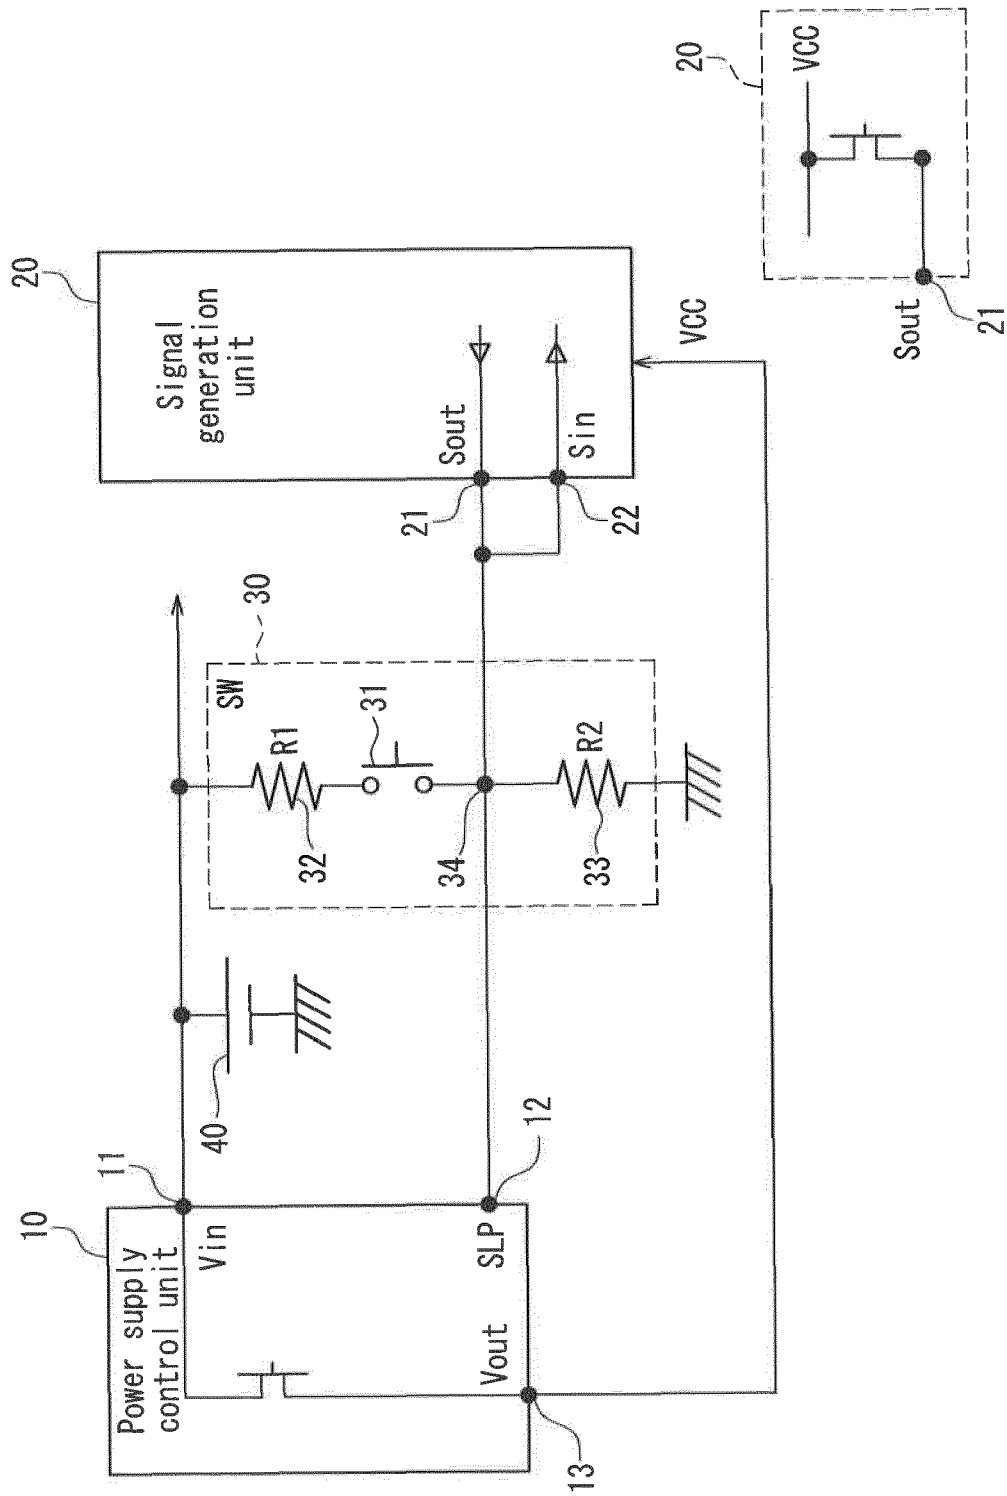 10
Power supply
control unit
11
Vin
SLP
12
Vout
13
40
30
SW
R1
32
31
34
R2
33
20
Signal
generation
unit
Sout
21
Sin
22
VCC
20
VCC
Sout
21